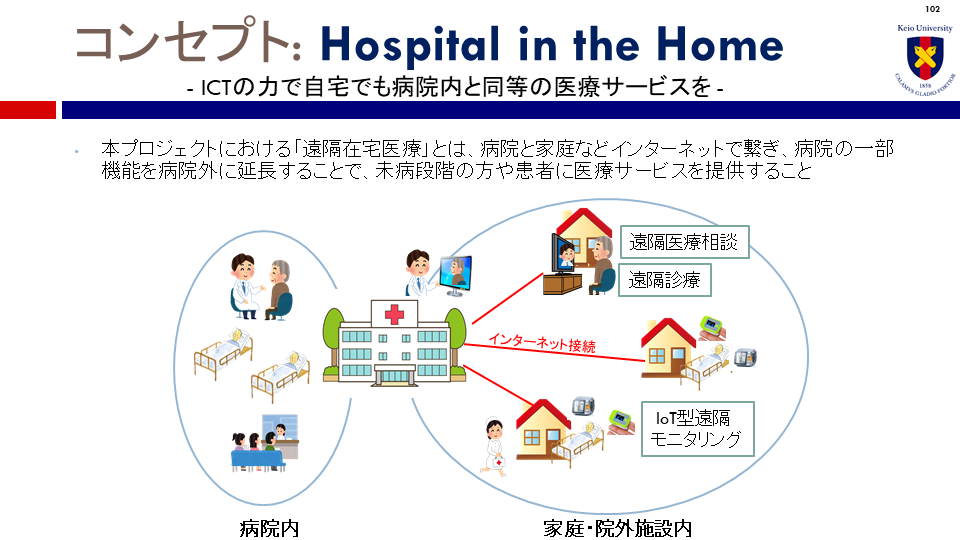 102
コンセプト: Hospital in the Home
- ICTの力で自宅でも病院内と同等の医療サービスを -
Keio University
1858
CALAMVS GLADIO FORTIOR
• 本プロジェクトにおける「遠隔在宅医療」とは、病院と家庭などインターネットで繋ぎ、病院の一部
機能を病院外に延長することで、未病段階の方や患者に医療サービスを提供すること
遠隔医療相談
遠隔診療
インターネット接続
IoT型遠隔
モニタリング
病院内
家庭・院外施設内